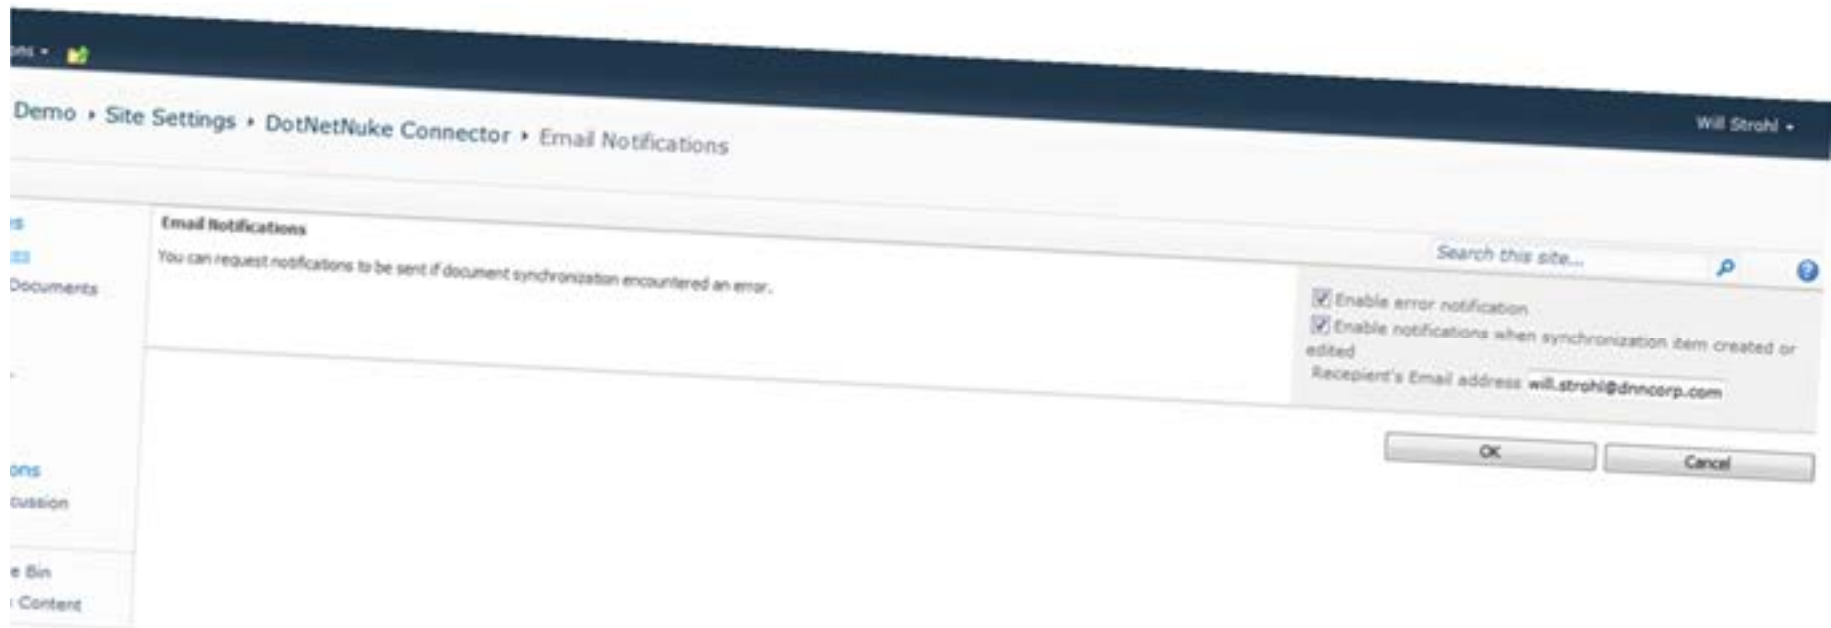 Will Strohl
Demo Site Settings DotNetNuke Connector Email Notifications
Search this site...
Documents
Email Notifications
You can request notifications to be sent if document synchronization encountered an error.
Enable error notification
Enable notifications when synchronization item created or
edited
Recepient's Email address will.strohl@dnncorp.com
OK Cancel
Bin
Content